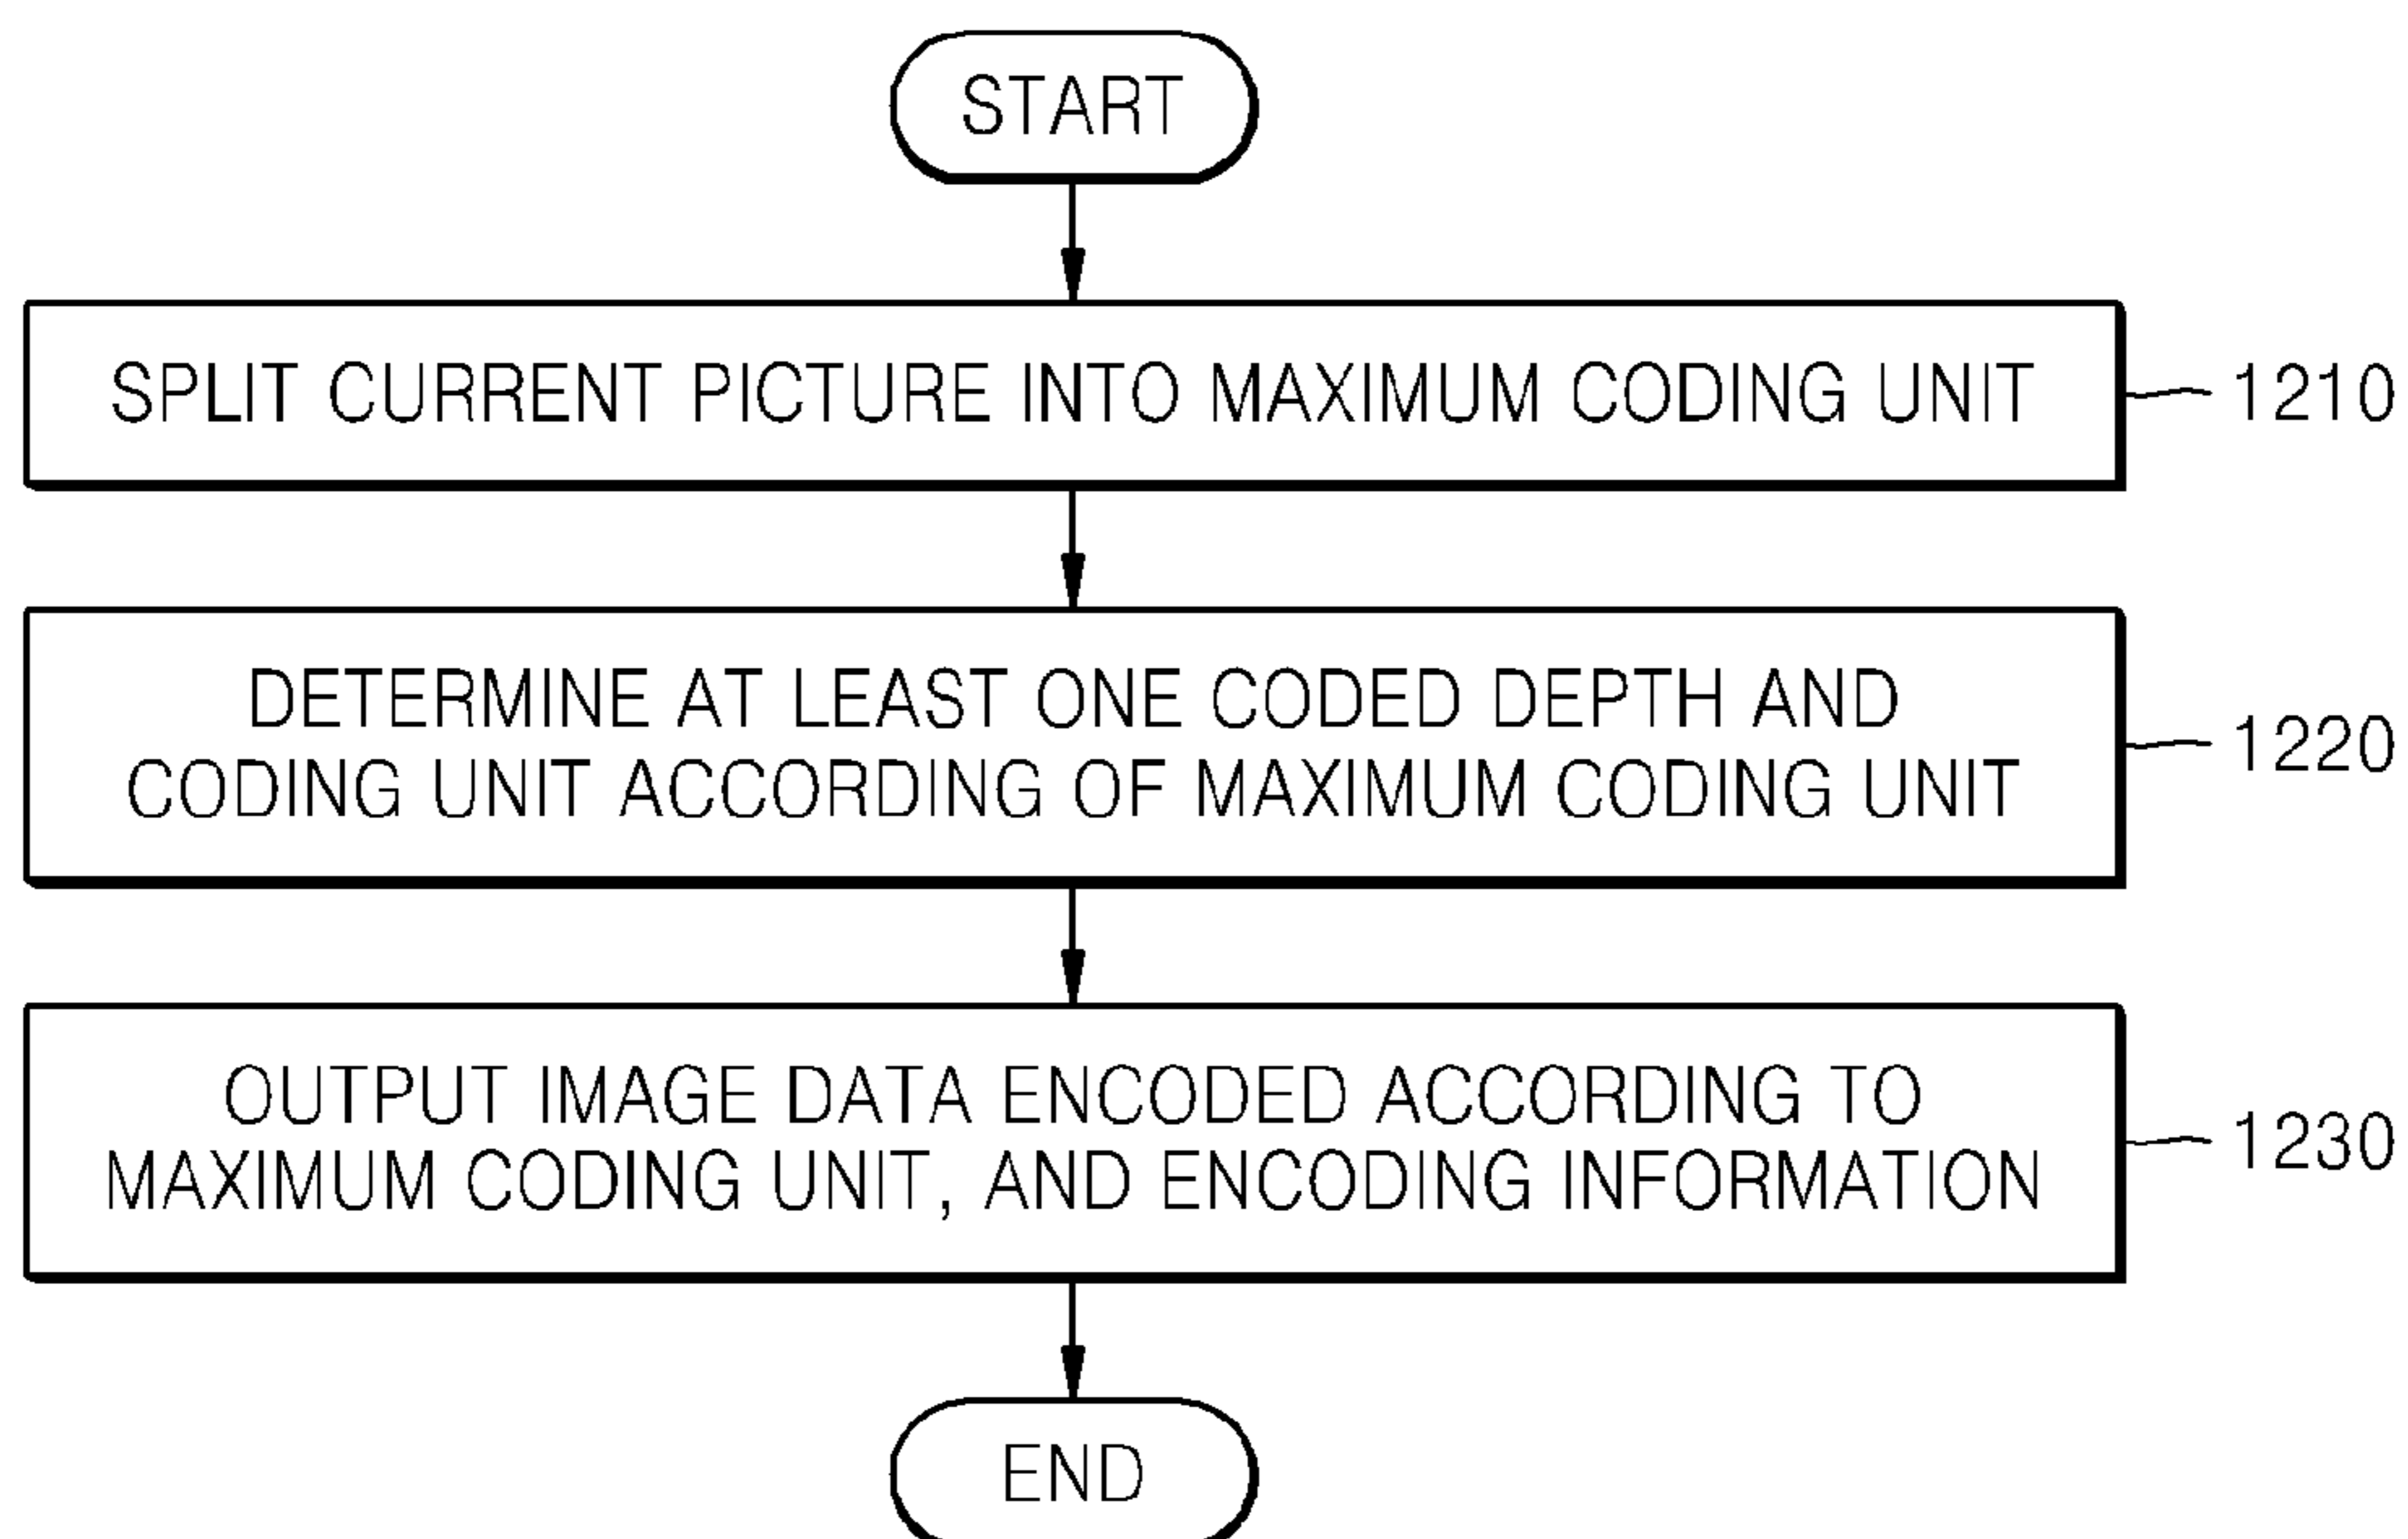 START
SPLIT CURRENT PICTURE INTO MAXIMUM CODING UNIT
1210
DETERMINE AT LEAST ONE CODED DEPTH AND
CODING UNIT ACCORDING OF MAXIMUM CODING UNIT
1220
OUTPUT IMAGE DATA ENCODED ACCORDING TO
MAXIMUM CODING UNIT, AND ENCODING INFORMATION
1230
END